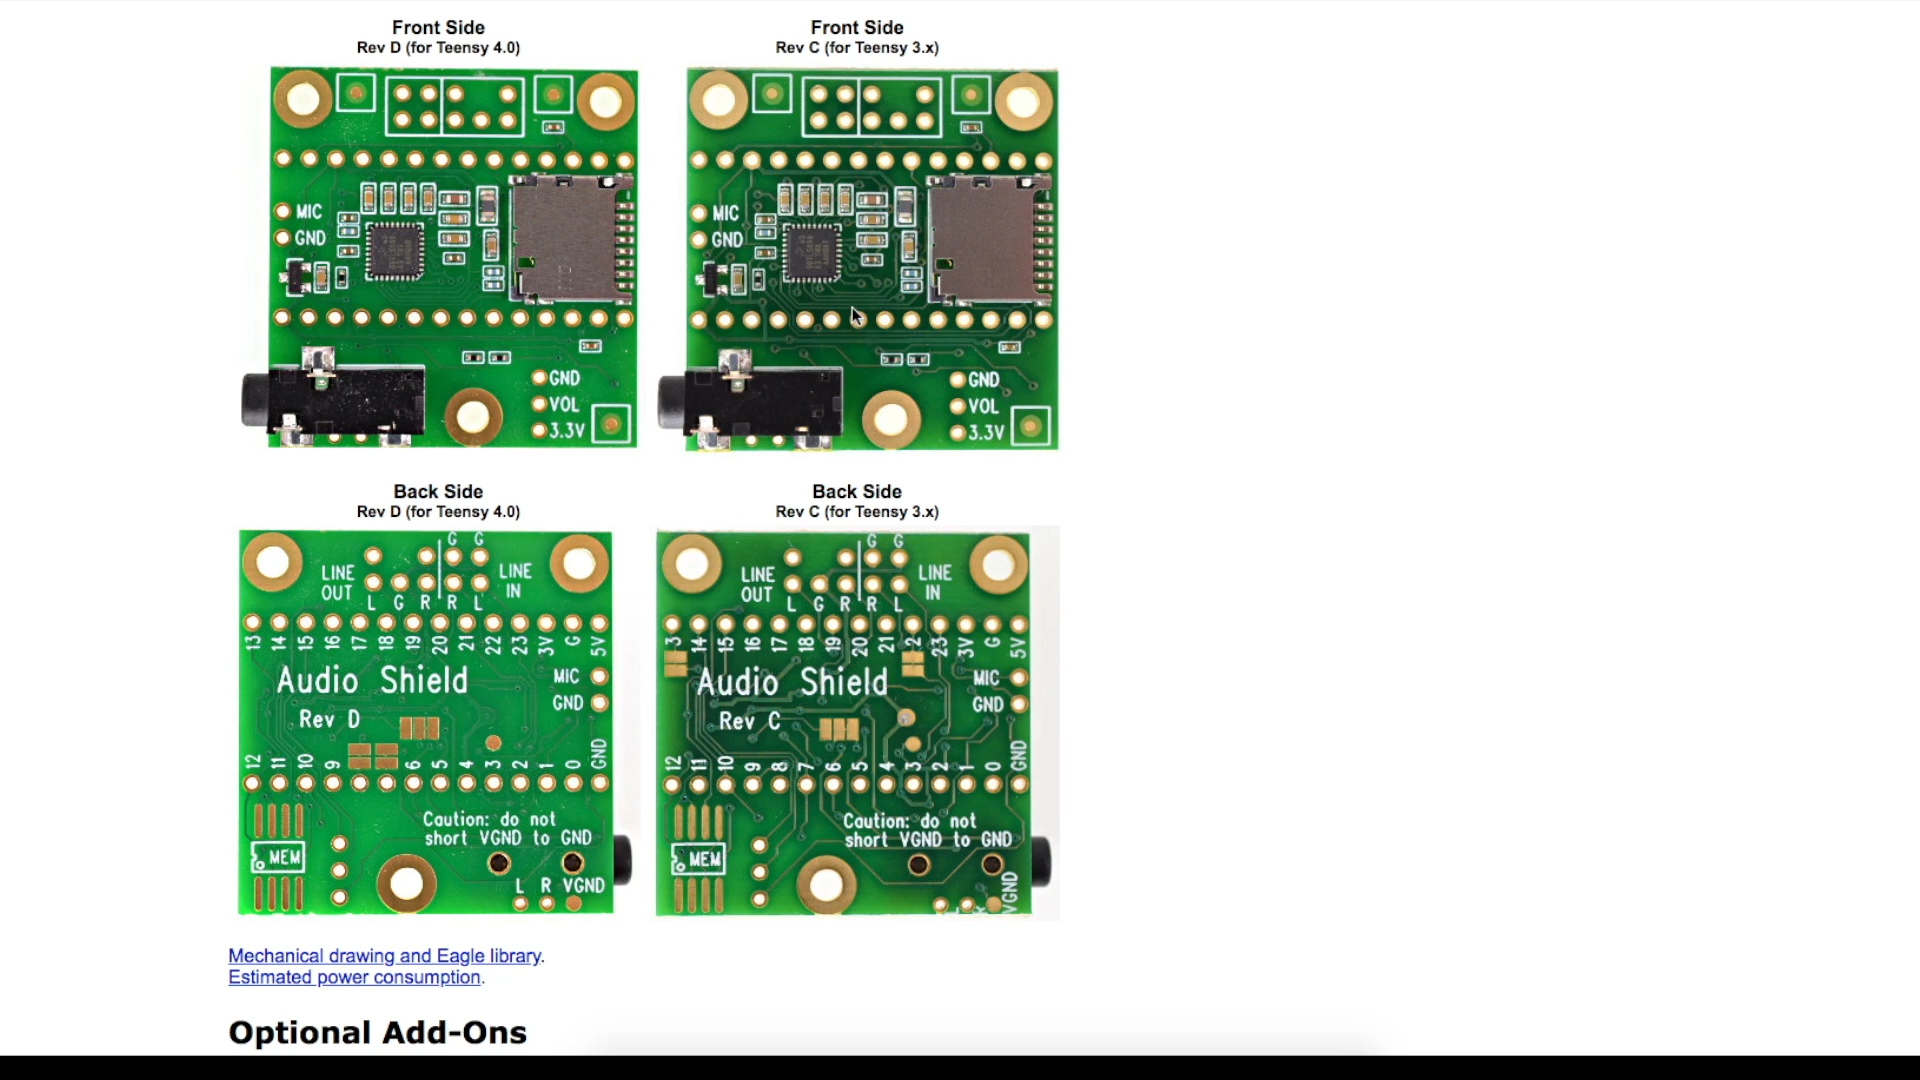 Front Side
Rev D (for Teensy 4.0)
Front Side
Rev C (for Teensy 3.x)
MIC
GND
GND
VOL
3.3V
MIC
GND
GND
VOL
3.3V
Back Side
Rev D (for Teensy 4.0)
Back Side
Rev C (for Teensy 3.x)
G G
LINE OUT
LINE IN
L G R R L
13 14 15 16 17 18 19 20 21 22 23 3V G 5V
Audio Shield
MIC
GND
Rev D
12 11 10 9 6 5 4 3 2 1 0 GND
Caution: do not
short VGND to GND
MEM
L R VGND
G G
LINE OUT
LINE IN
L G R R L
3 14 15 16 17 18 19 20 21 2 23 3V G 5V
Audio Shield
MIC
GND
Rev C
12 11 10 9 8 7 6 5 4 3 2 1 0 GND
Caution: do not
short VGND to GND
MEM
VGND
Mechanical drawing and Eagle library.
Estimated power consumption.
Optional Add-Ons